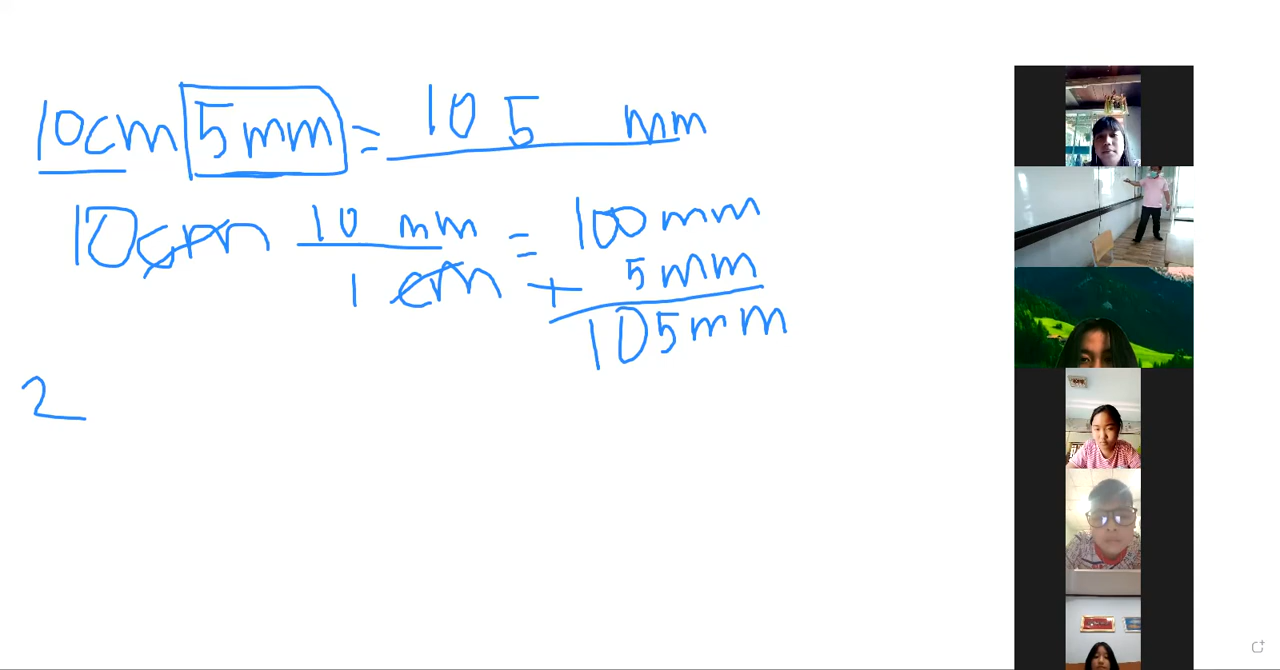 10cm 5mm = 105 mm
10cm 10 mm = 100mm
1 cm + 5mm
105mm
2